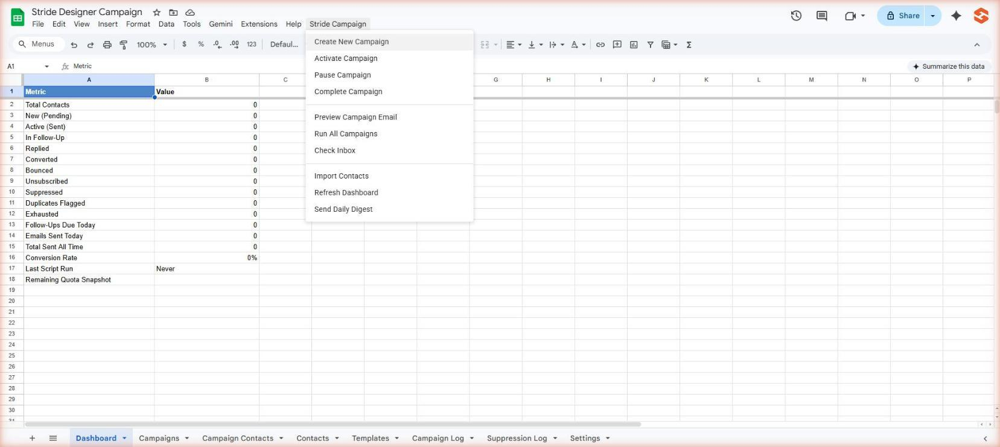 Stride Designer Campaign
File Edit View Insert Format Data Tools Gemini Extensions Help Stride Campaign
Share
Menus 100% $ % .0 .00 123 Defaul...
Create New Campaign
Activate Campaign
Pause Campaign
Complete Campaign
Preview Campaign Email
Run All Campaigns
Check Inbox
Import Contacts
Refresh Dashboard
Send Daily Digest
A1 fx Metric
Summarize this data
A B C G H I J K L M N O P
1 Metric Value
2 Total Contacts 0
3 New (Pending) 0
4 Active (Sent) 0
5 In Follow-Up 0
6 Replied 0
7 Converted 0
8 Bounced 0
9 Unsubscribed 0
10 Suppressed 0
11 Duplicates Flagged 0
12 Exhausted 0
13 Follow-Ups Due Today 0
14 Emails Sent Today 0
15 Total Sent All Time 0
16 Conversion Rate 0%
17 Last Script Run Never
18 Remaining Quota Snapshot
19
20
21
22
23
24
25
26
27
28
29
30
31
Dashboard Campaigns Campaign Contacts Contacts Templates Campaign Log Suppression Log Settings